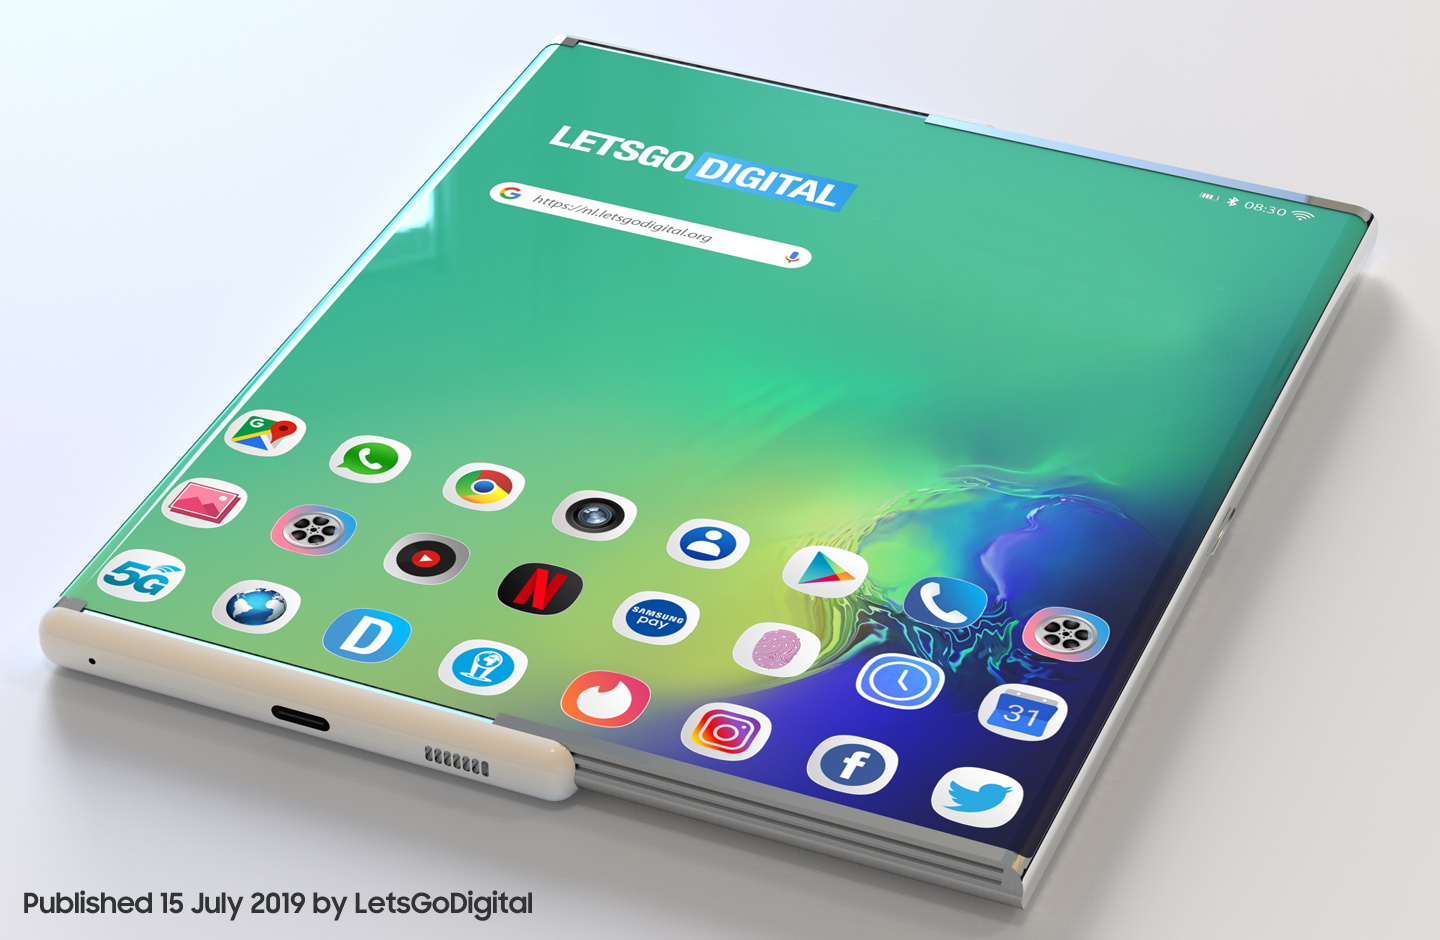 LETSGO DIGITAL
https://nl.letsgodigital.org
08:30
G
5G
D
N
SAMSUNG
pay
31
f
Published 15 July 2019 by LetsGoDigital